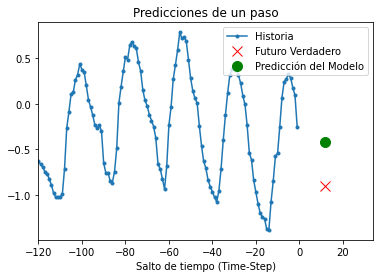 Predicciones de un paso
Historia
Futuro Verdadero
Predicción del Modelo
0.5
0.0
−0.5
−1.0
−120 −100 −80 −60 −40 −20 0 20
Salto de tiempo (Time-Step)